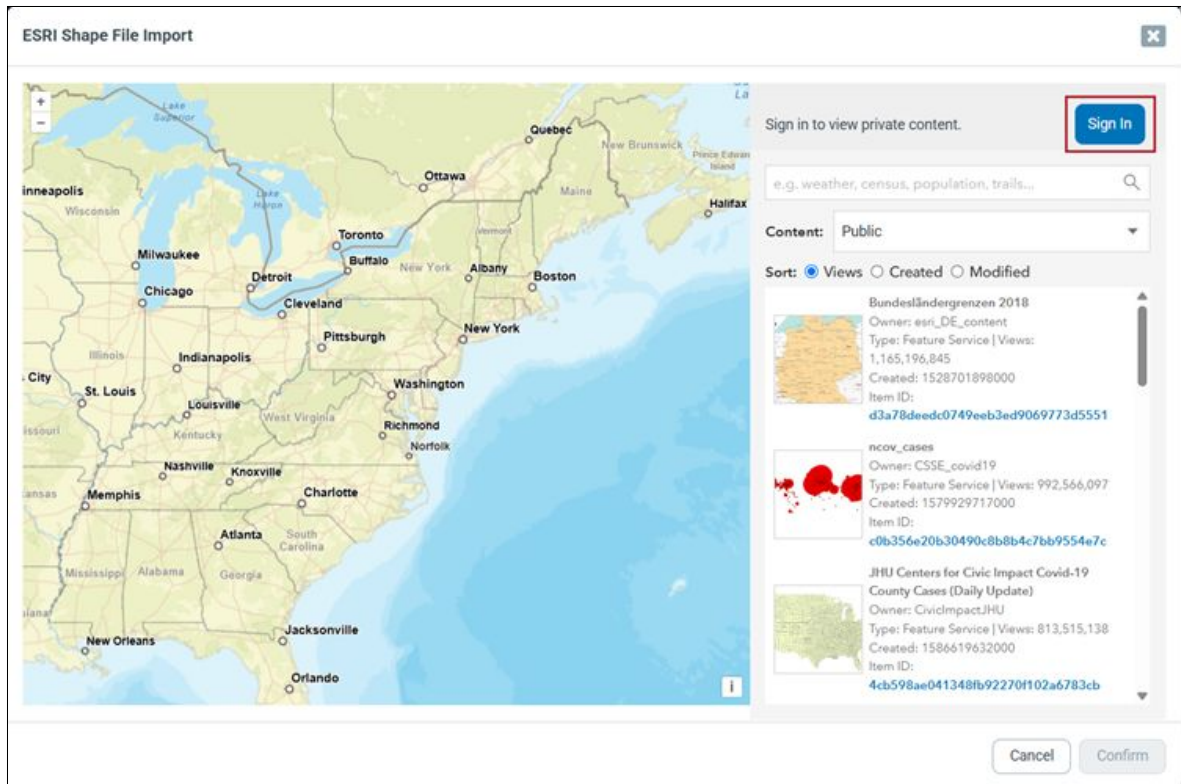 ESRI Shape File Import
+
−
Lake
Superior
La
Quebec
New Brunswick
Prince Edward
Island
Ottawa
inneapolis
Wisconsin
Lake
Huron
Maine
Halifax
Toronto
Vermont
Milwaukee
Buffalo
New York
Albany
Boston
Detroit
Chicago
Cleveland
New York
Pittsburgh
Illinois
Indianapolis
City
Washington
St. Louis
Louisville
West Virginia
Richmond
issouri
Kentucky
Norfolk
Nashville
Knoxville
ansas
Memphis
Charlotte
Atlanta
South
Carolina
Mississippi
Alabama
Georgia
iana
Jacksonville
New Orleans
Orlando
i
Sign in to view private content.
Sign In
e.g. weather, census, population, trails...
Content: Public
Sort: Views Created Modified
Bundesländergrenzen 2018
Owner: esri_DE_content
Type: Feature Service | Views:
1,165,196,845
Created: 1528701898000
Item ID:
d3a78deedc0749eeb3ed9069773d5551
ncov_cases
Owner: CSSE_covid19
Type: Feature Service | Views: 992,566,097
Created: 1579929717000
Item ID:
c0b356e20b30490c8b8b4c7bb9554e7c
JHU Centers for Civic Impact Covid-19
County Cases (Daily Update)
Owner: CivicImpactJHU
Type: Feature Service | Views: 813,515,138
Created: 1586619632000
Item ID:
4cb598ae041348fb92270f102a6783cb
Cancel
Confirm